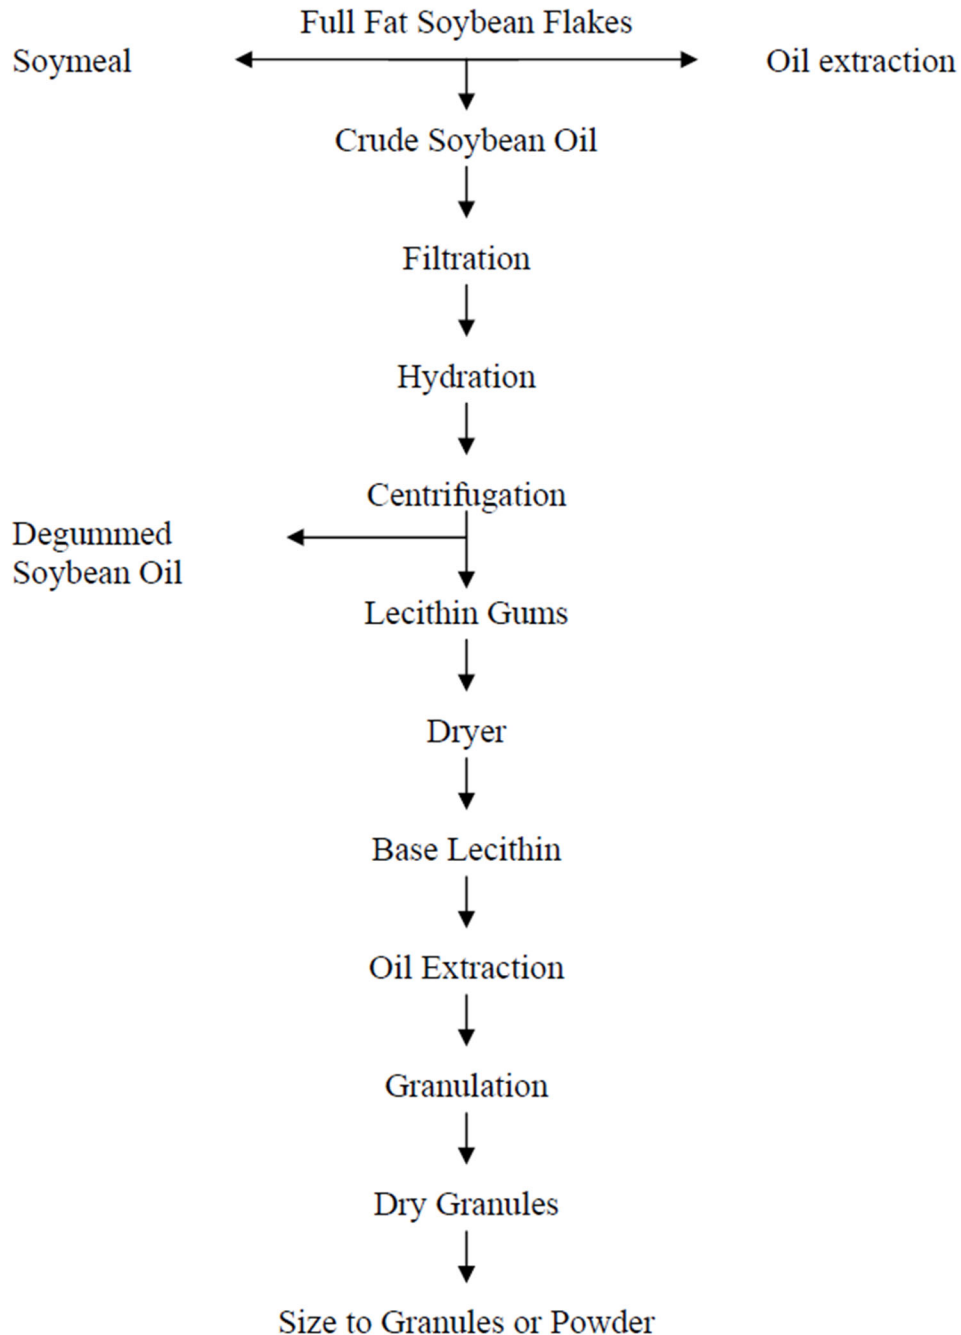 Full Fat Soybean Flakes
Soymeal
Oil extraction
Crude Soybean Oil
Filtration
Hydration
Centrifugation
Degummed
Soybean Oil
Lecithin Gums
Dryer
Base Lecithin
Oil Extraction
Granulation
Dry Granules
Size to Granules or Powder